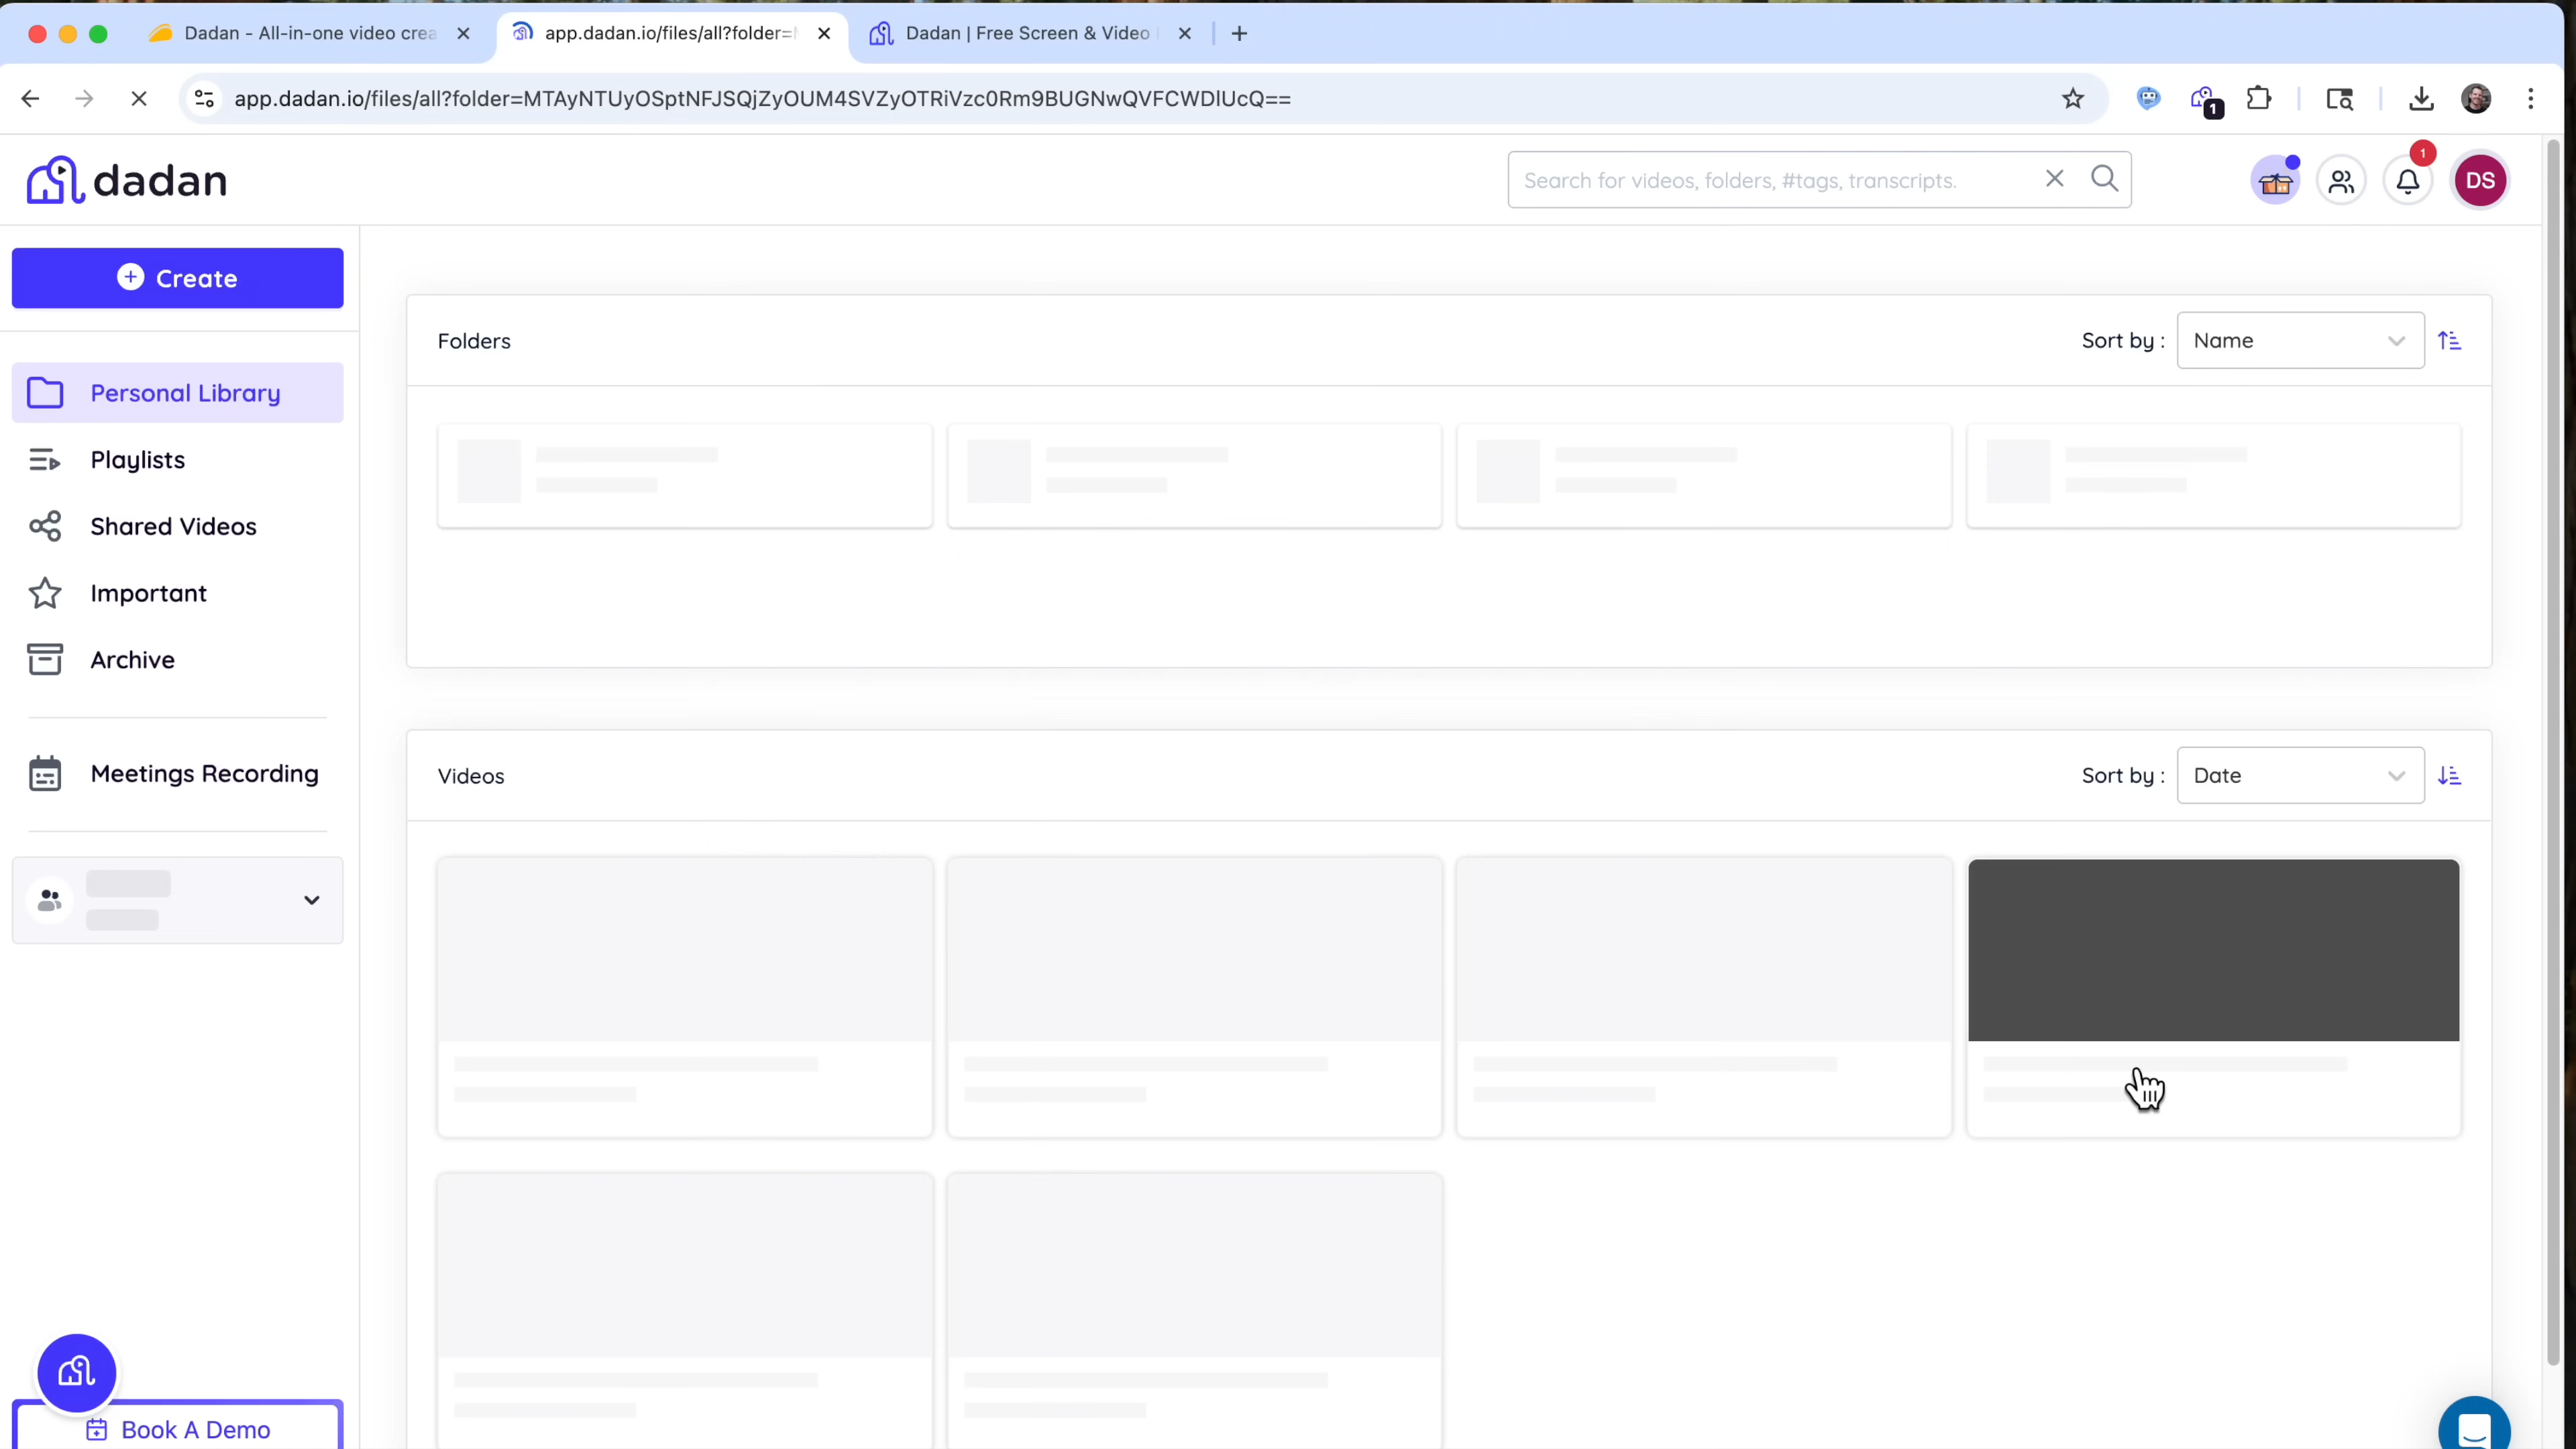 Dadan - All-in-one video crea
app.dadan.io/files/all?folder=
Dadan | Free Screen & Video
app.dadan.io/files/all?folder=MTAyNTUyOSptNFJSQjZyOUM4SVZyOTRiVzc0Rm9BUGNwQVFCWDlUcQ==
1
dadan
Search for videos, folders, #tags, transcripts.
1
DS
Create
Folders
Sort by :
Name
Personal Library
Playlists
Shared Videos
Important
Archive
Meetings Recording
Videos
Sort by :
Date
Book A Demo